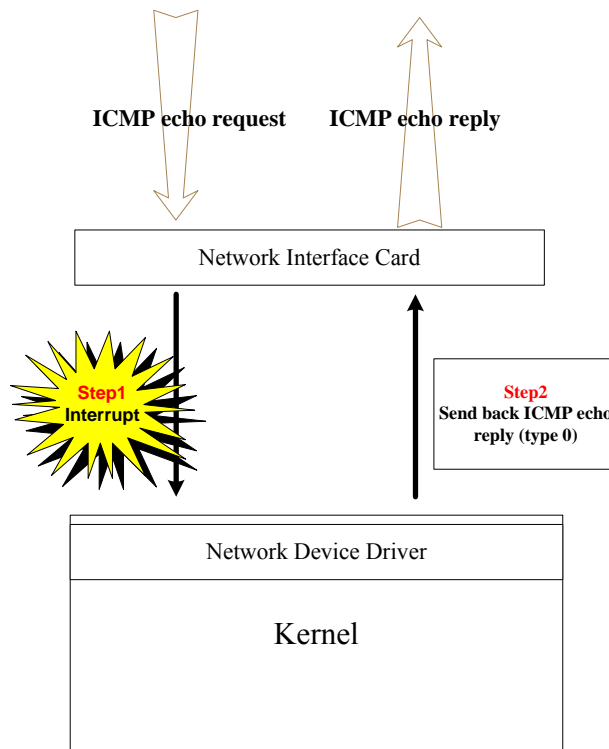 ICMP echo request
ICMP echo reply
Network Interface Card
Step1
Interrupt
Step2
Send back ICMP echo
reply (type 0)
Network Device Driver
Kernel